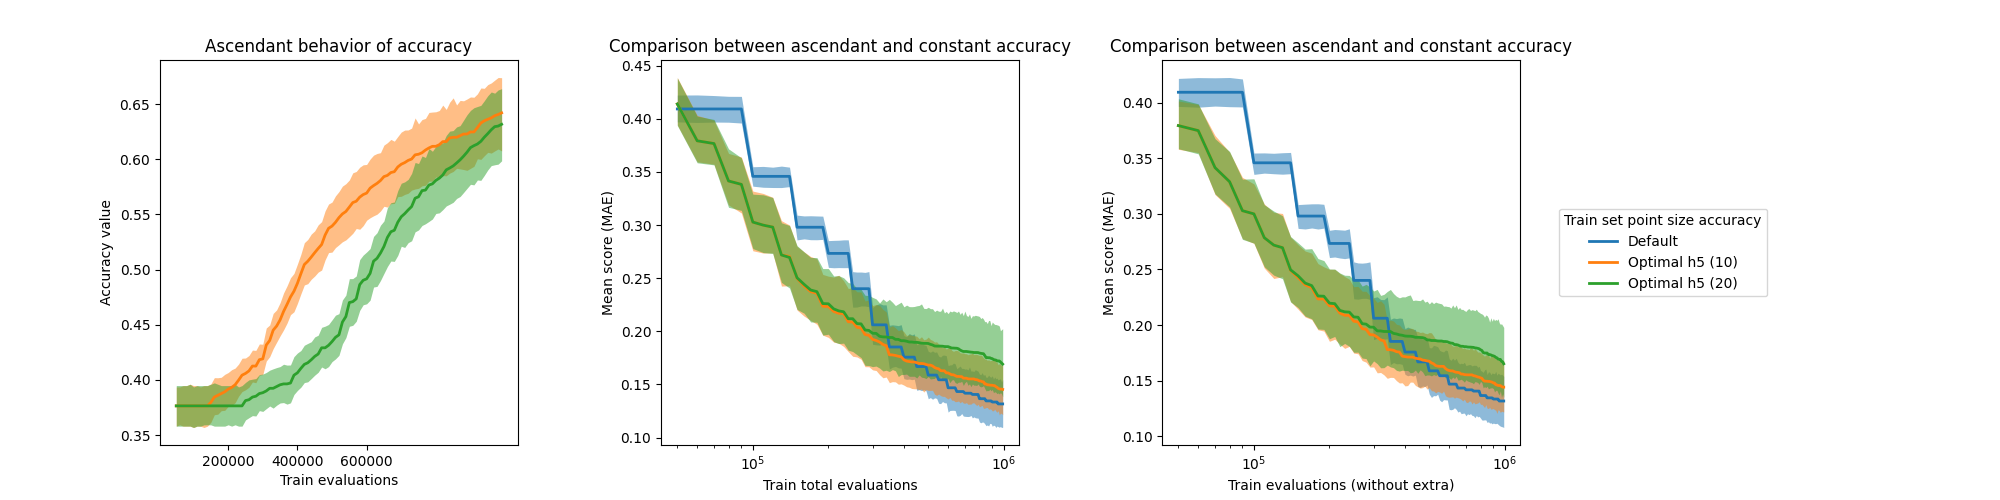 Ascendant behavior of accuracy
0.65
0.60
0.55
0.50
0.45
0.40
0.35
Accuracy value
200000 400000 600000
Train evaluations
Comparison between ascendant and constant accuracy
0.45
0.40
0.35
0.30
0.25
0.20
0.15
0.10
Mean score (MAE)
10^5 10^6
Train total evaluations
Comparison between ascendant and constant accuracy
0.40
0.35
0.30
0.25
0.20
0.15
0.10
Mean score (MAE)
10^5 10^6
Train evaluations (without extra)
Train set point size accuracy
Default
Optimal h5 (10)
Optimal h5 (20)